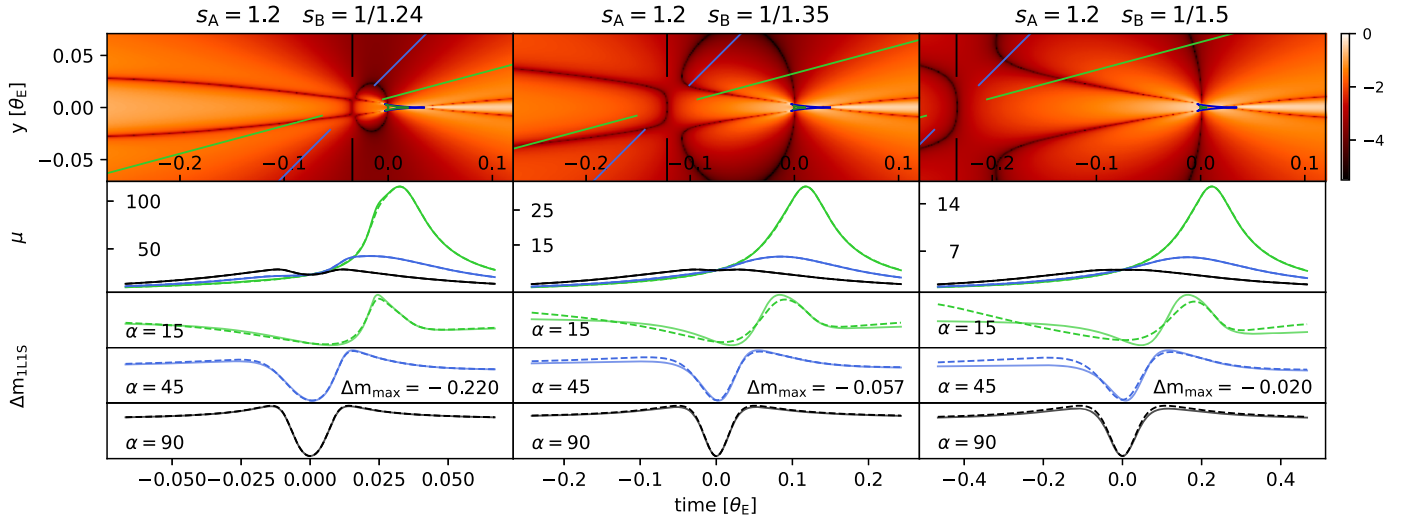 s_A = 1.2 s_B = 1/1.24 s_A = 1.2 s_B = 1/1.35 s_A = 1.2 s_B = 1/1.5
y [θ_E]
0.05
0.00
−0.05
−0.2 −0.1 0.0 0.1
−0.2 −0.1 0.0 0.1
−0.2 −0.1 0.0 0.1
0
−2
−4
μ
100
50
25
15
14
7
Δm_1L1S
α = 15 α = 15 α = 15
α = 45 Δm_max = −0.220 α = 45 Δm_max = −0.057 α = 45 Δm_max = −0.020
α = 90 α = 90 α = 90
−0.050 −0.025 0.000 0.025 0.050 −0.2 −0.1 0.0 0.1 0.2 −0.4 −0.2 0.0 0.2 0.4
time [θ_E]